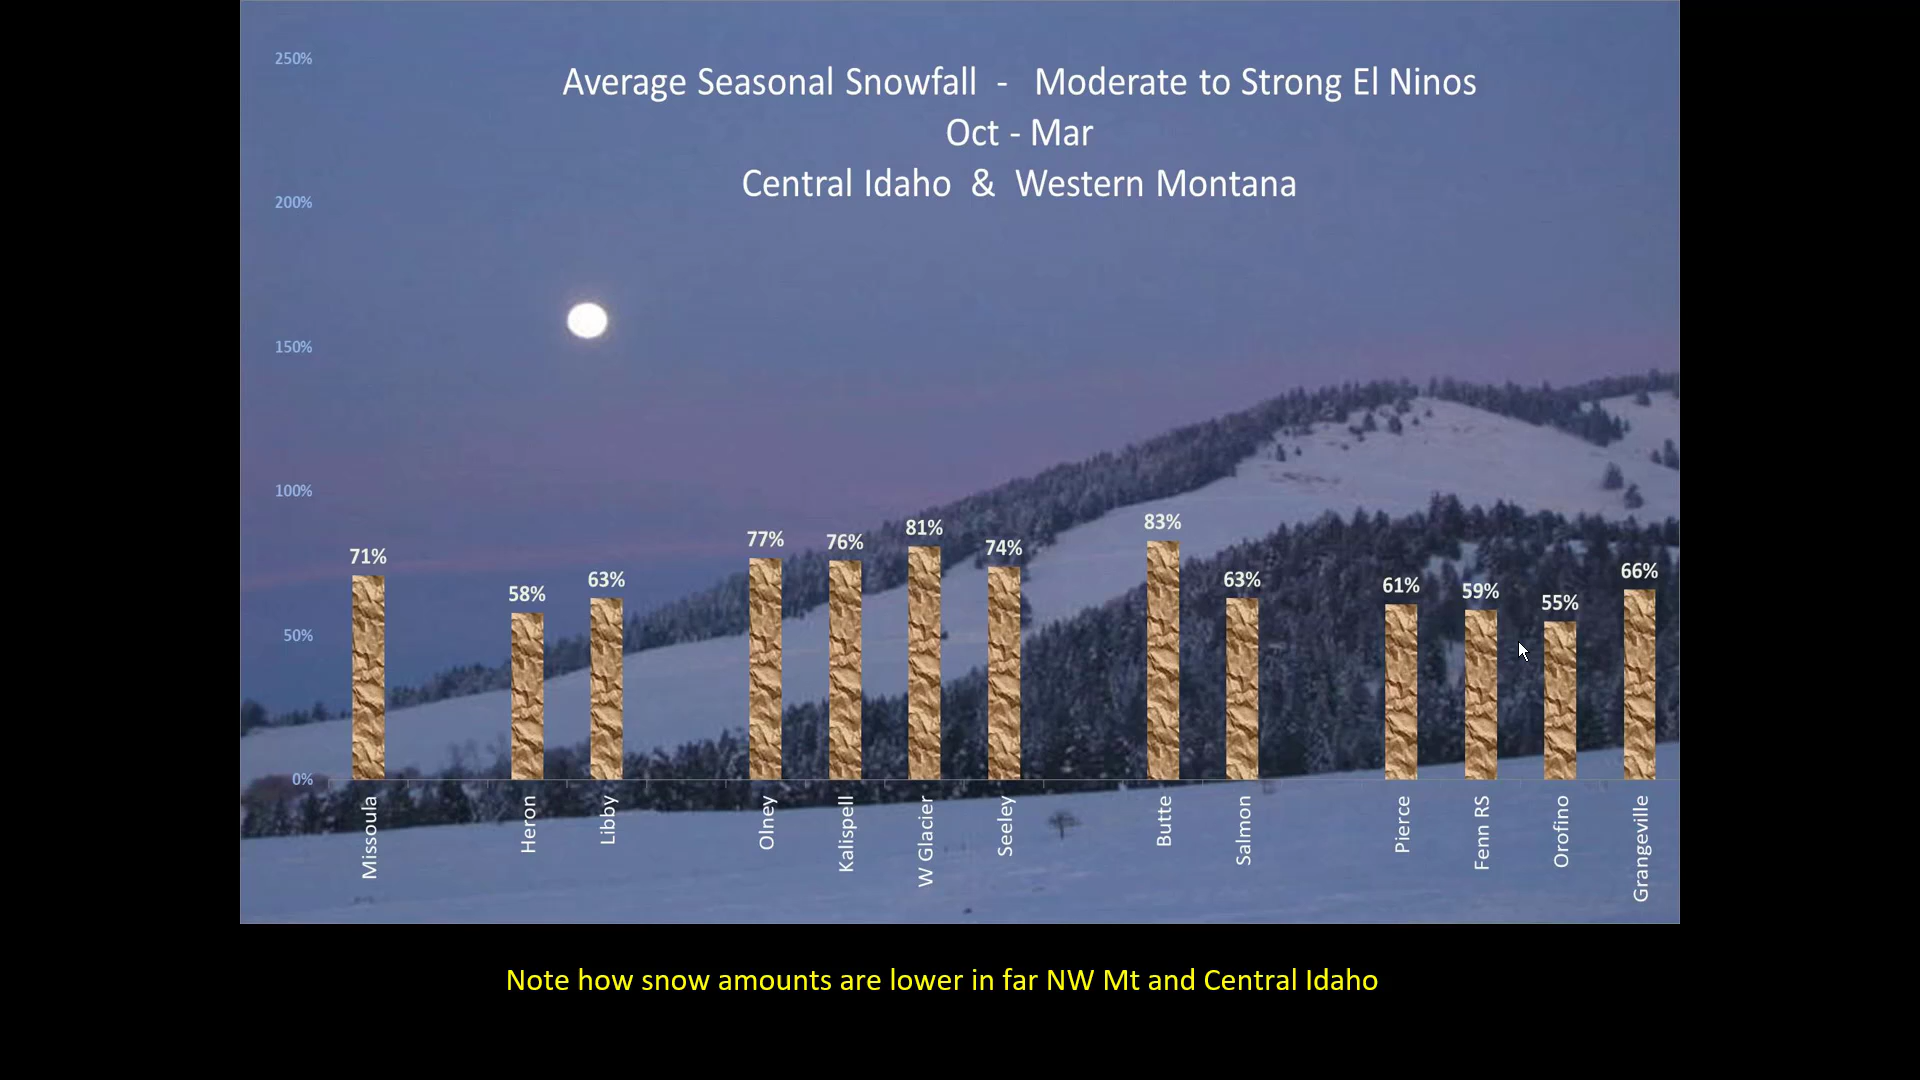 Average Seasonal Snowfall - Moderate to Strong El Ninos
Oct - Mar
Central Idaho & Western Montana
250%
200%
150%
100%
50%
0%
71%
58%
63%
77%
76%
81%
74%
83%
63%
61%
59%
55%
66%
Missoula
Heron
Libby
Olney
Kalispell
W Glacier
Seeley
Butte
Salmon
Pierce
Fenn RS
Orofino
Grangeville
Note how snow amounts are lower in far NW Mt and Central Idaho